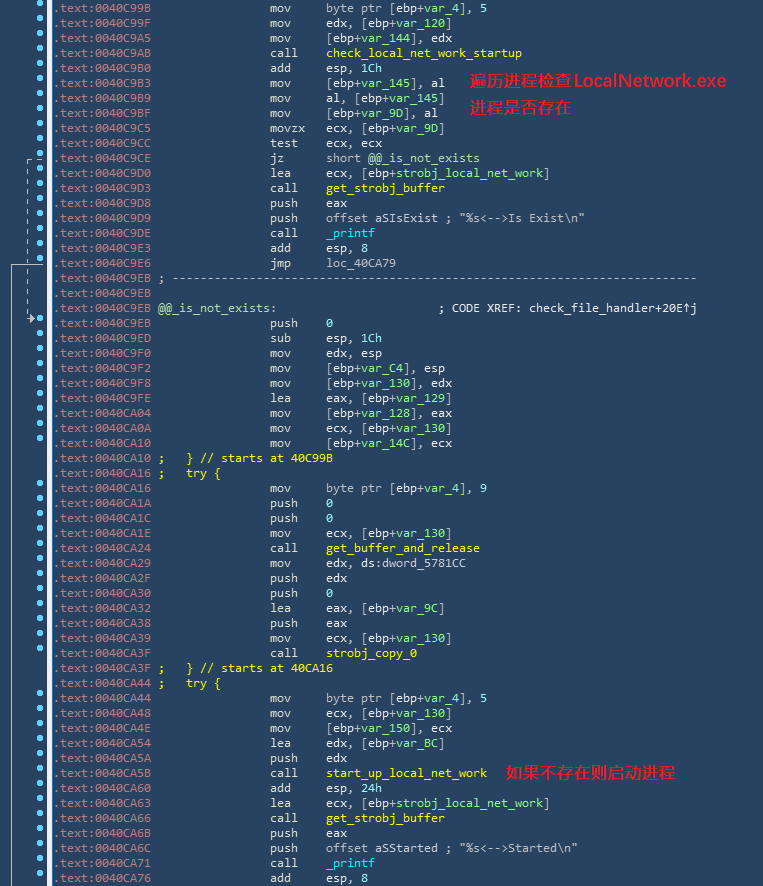 .text:0040C99B mov byte ptr [ebp+var_4], 5
.text:0040C99F mov edx, [ebp+var_120]
.text:0040C9A5 mov [ebp+var_144], edx
.text:0040C9AB call check_local_net_work_startup
.text:0040C9B0 add esp, 1Ch
.text:0040C9B3 mov [ebp+var_145], al 遍历进程检查LocalNetwork.exe
.text:0040C9B9 mov al, [ebp+var_145]
.text:0040C9BF mov [ebp+var_9D], al 进程是否存在
.text:0040C9C5 movzx ecx, [ebp+var_9D]
.text:0040C9CC test ecx, ecx
.text:0040C9CE jz short @@_is_not_exists
.text:0040C9D0 lea ecx, [ebp+strobj_local_net_work]
.text:0040C9D3 call get_strobj_buffer
.text:0040C9D8 push eax
.text:0040C9D9 push offset aSIsExist ; "%s<-->Is Exist\n"
.text:0040C9DE call _printf
.text:0040C9E3 add esp, 8
.text:0040C9E6 jmp loc_40CA79
.text:0040C9EB ; ---------------------------------------------------------------------------
.text:0040C9EB
.text:0040C9EB @@_is_not_exists: ; CODE XREF: check_file_handler+20E↑j
.text:0040C9EB push 0
.text:0040C9ED sub esp, 1Ch
.text:0040C9F0 mov edx, esp
.text:0040C9F2 mov [ebp+var_C4], esp
.text:0040C9F8 mov [ebp+var_130], edx
.text:0040C9FE lea eax, [ebp+var_129]
.text:0040CA04 mov [ebp+var_128], eax
.text:0040CA0A mov ecx, [ebp+var_130]
.text:0040CA10 mov [ebp+var_14C], ecx
.text:0040CA10 ; } // starts at 40C99B
.text:0040CA16 ; try {
.text:0040CA16 mov byte ptr [ebp+var_4], 9
.text:0040CA1A push 0
.text:0040CA1C push 0
.text:0040CA1E mov ecx, [ebp+var_130]
.text:0040CA24 call get_buffer_and_release
.text:0040CA29 mov edx, ds:dword_5781CC
.text:0040CA2F push edx
.text:0040CA30 push 0
.text:0040CA32 lea eax, [ebp+var_9C]
.text:0040CA38 push eax
.text:0040CA39 mov ecx, [ebp+var_130]
.text:0040CA3F call strobj_copy_0
.text:0040CA3F ; } // starts at 40CA16
.text:0040CA44 ; try {
.text:0040CA44 mov byte ptr [ebp+var_4], 5
.text:0040CA48 mov ecx, [ebp+var_130]
.text:0040CA4E mov [ebp+var_150], ecx
.text:0040CA54 lea edx, [ebp+var_BC]
.text:0040CA5A push edx
.text:0040CA5B call start_up_local_net_work 如果不存在则启动进程
.text:0040CA60 add esp, 24h
.text:0040CA63 lea ecx, [ebp+strobj_local_net_work]
.text:0040CA66 call get_strobj_buffer
.text:0040CA6B push eax
.text:0040CA6C push offset aSStarted ; "%s<-->Started\n"
.text:0040CA71 call _printf
.text:0040CA76 add esp, 8